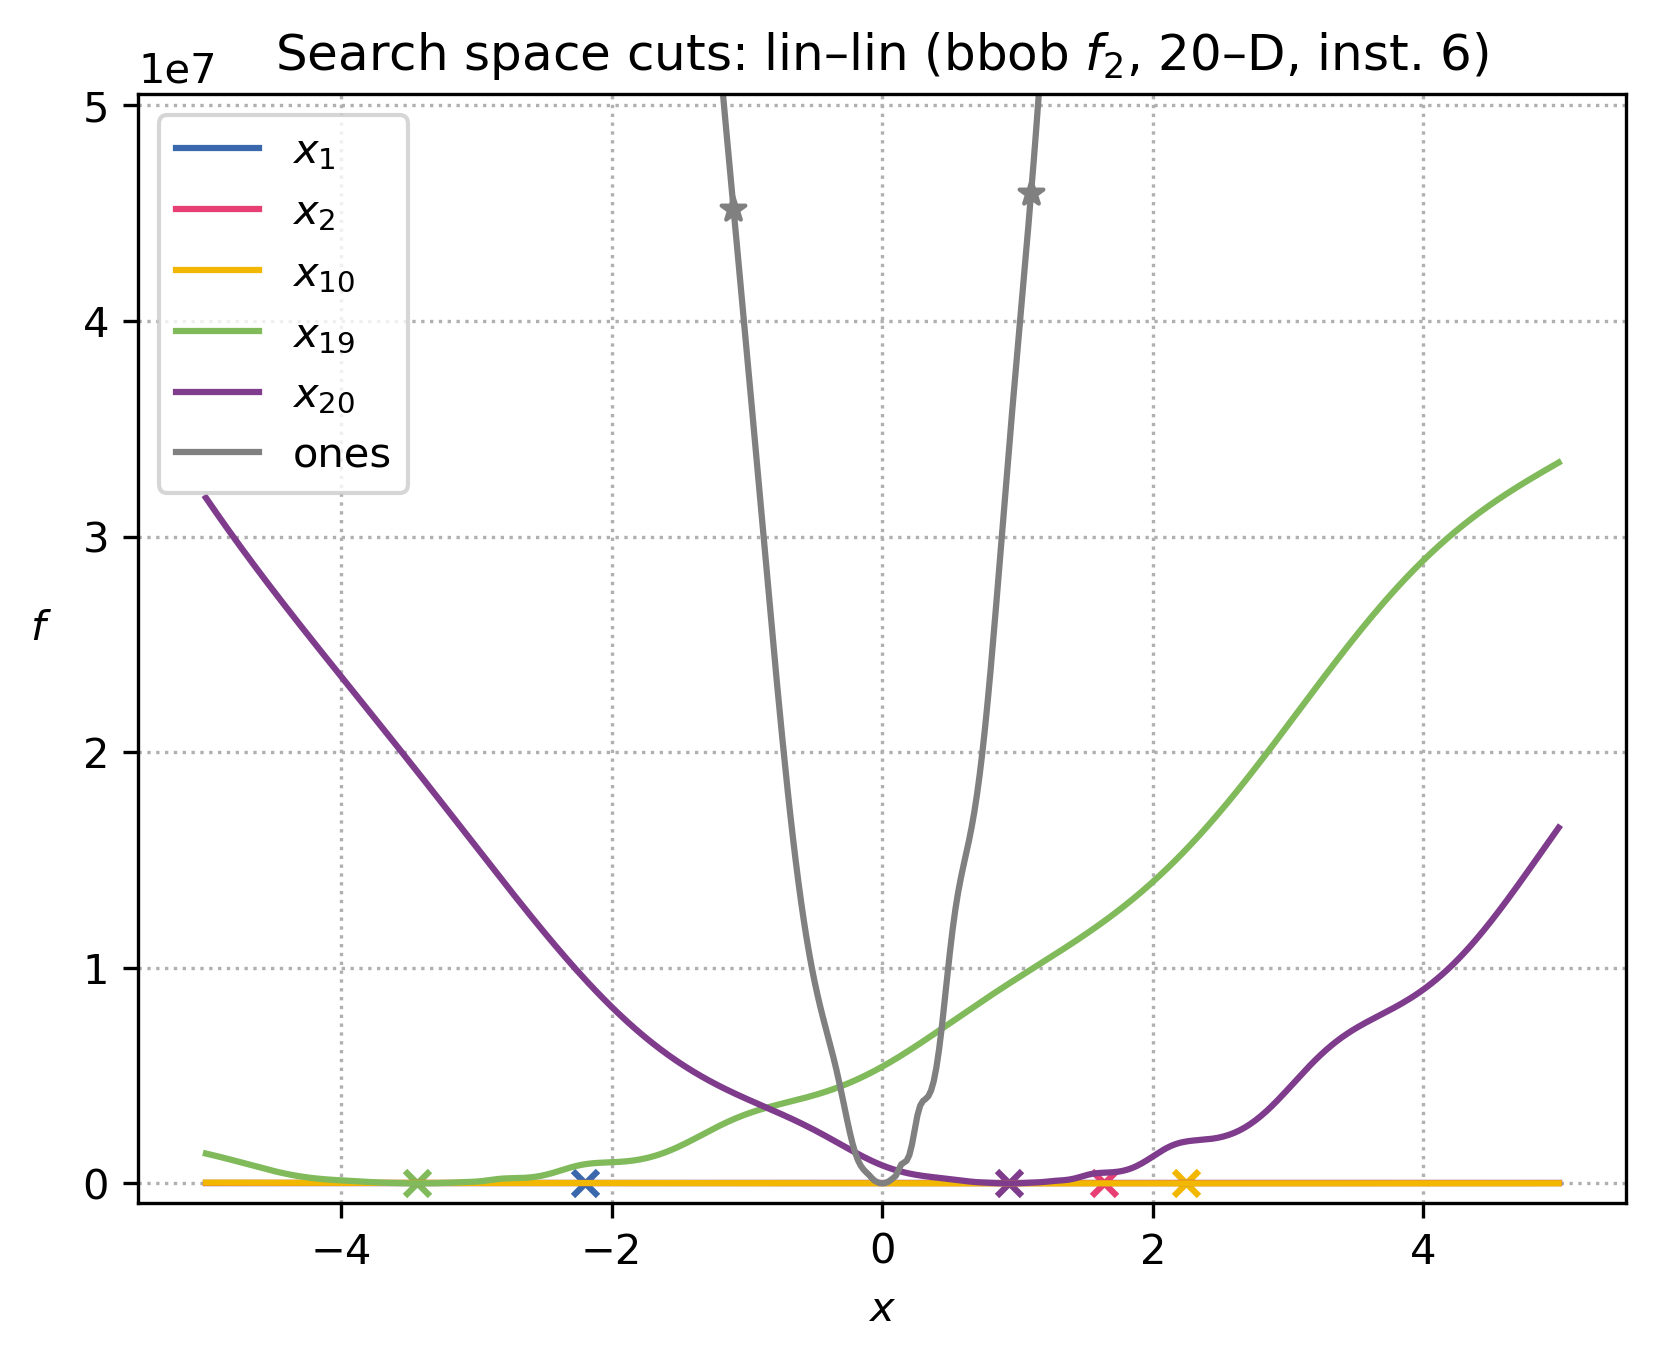 Search space cuts: lin–lin (bbob f₂, 20–D, inst. 6)
1e7
x₁
x₂
x₁₀
x₁₉
x₂₀
ones
5
4
3
2
1
0
f
−4 −2 0 2 4
x